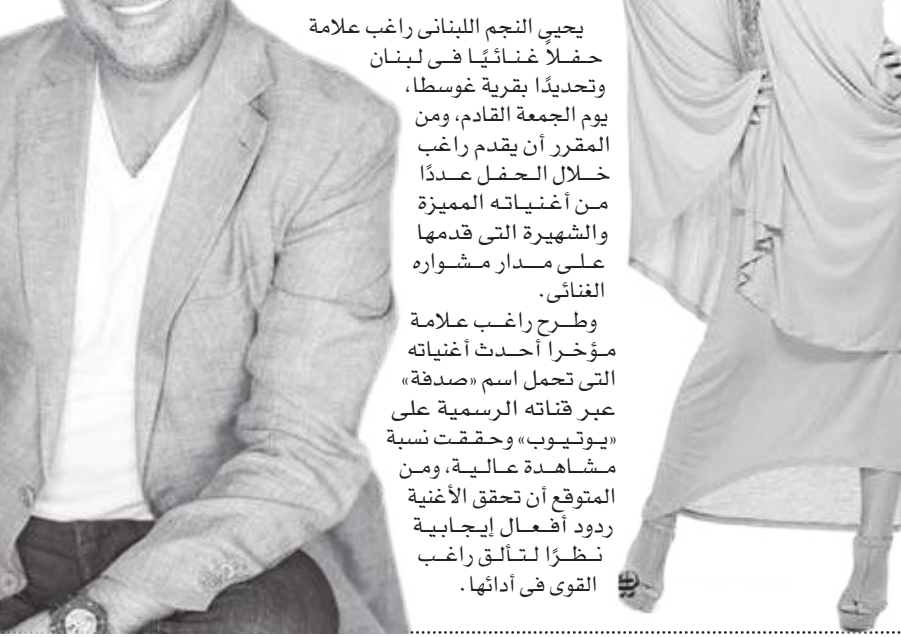 يحيى النجم اللبنانى راغب علامة
حفلاً غنائيًا فى لبنان
وتحديدًا بقرية غوسطا،
يوم الجمعة القادم، ومن
المقرر أن يقدم راغب
خلال الحفل عددًا
من أغنياته المميزة
والشهيرة التى قدمها
على مدار مشواره
الغنائى.
وطرح راغب علامة
مؤخرا أحدث أغنياته
التى تحمل اسم «صدفة»
عبر قناته الرسمية على
«يوتيوب» وحققت نسبة
مشاهدة عالية، ومن
المتوقع أن تحقق الأغنية
ردود أفعال إيجابية
نظرًا لتألق راغب
القوى فى أدائها.